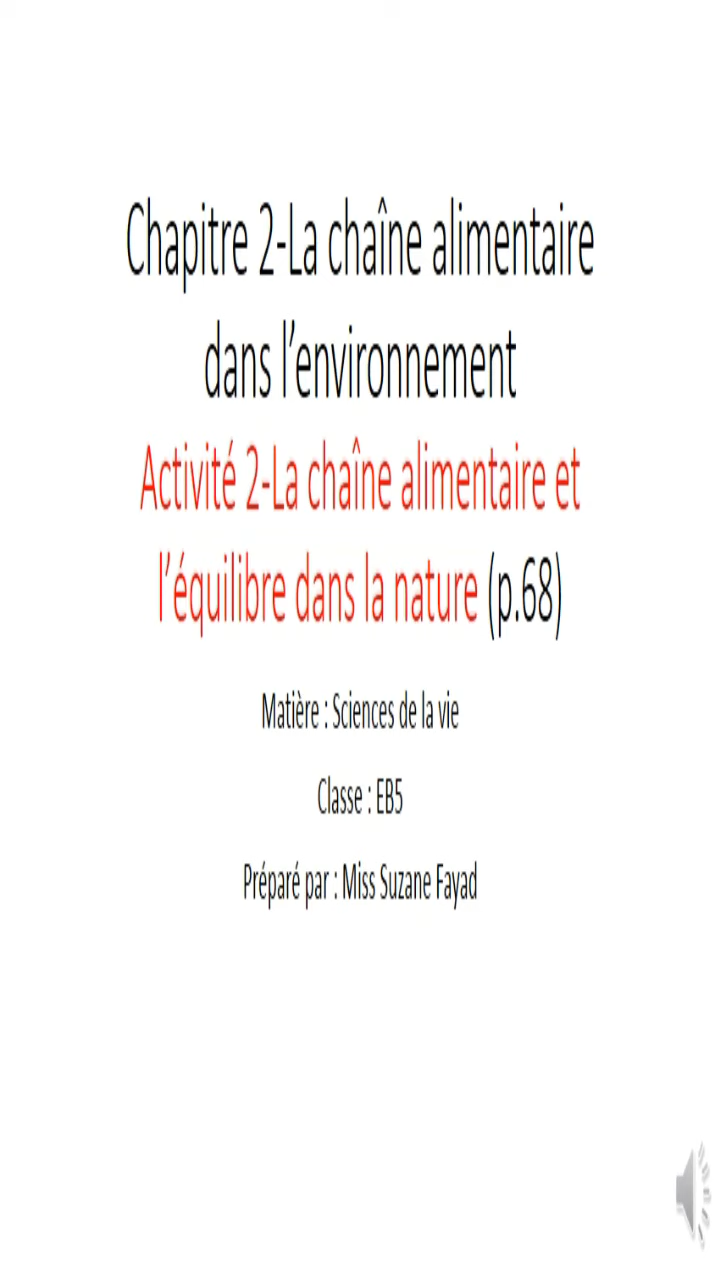 Chapitre 2-La chaîne alimentaire
dans l’environnement
Activité 2-La chaîne alimentaire et
l’équilibre dans la nature (p.68)
Matière : Sciences de la vie
Classe : EB5
Préparé par : Miss Suzane Fayad